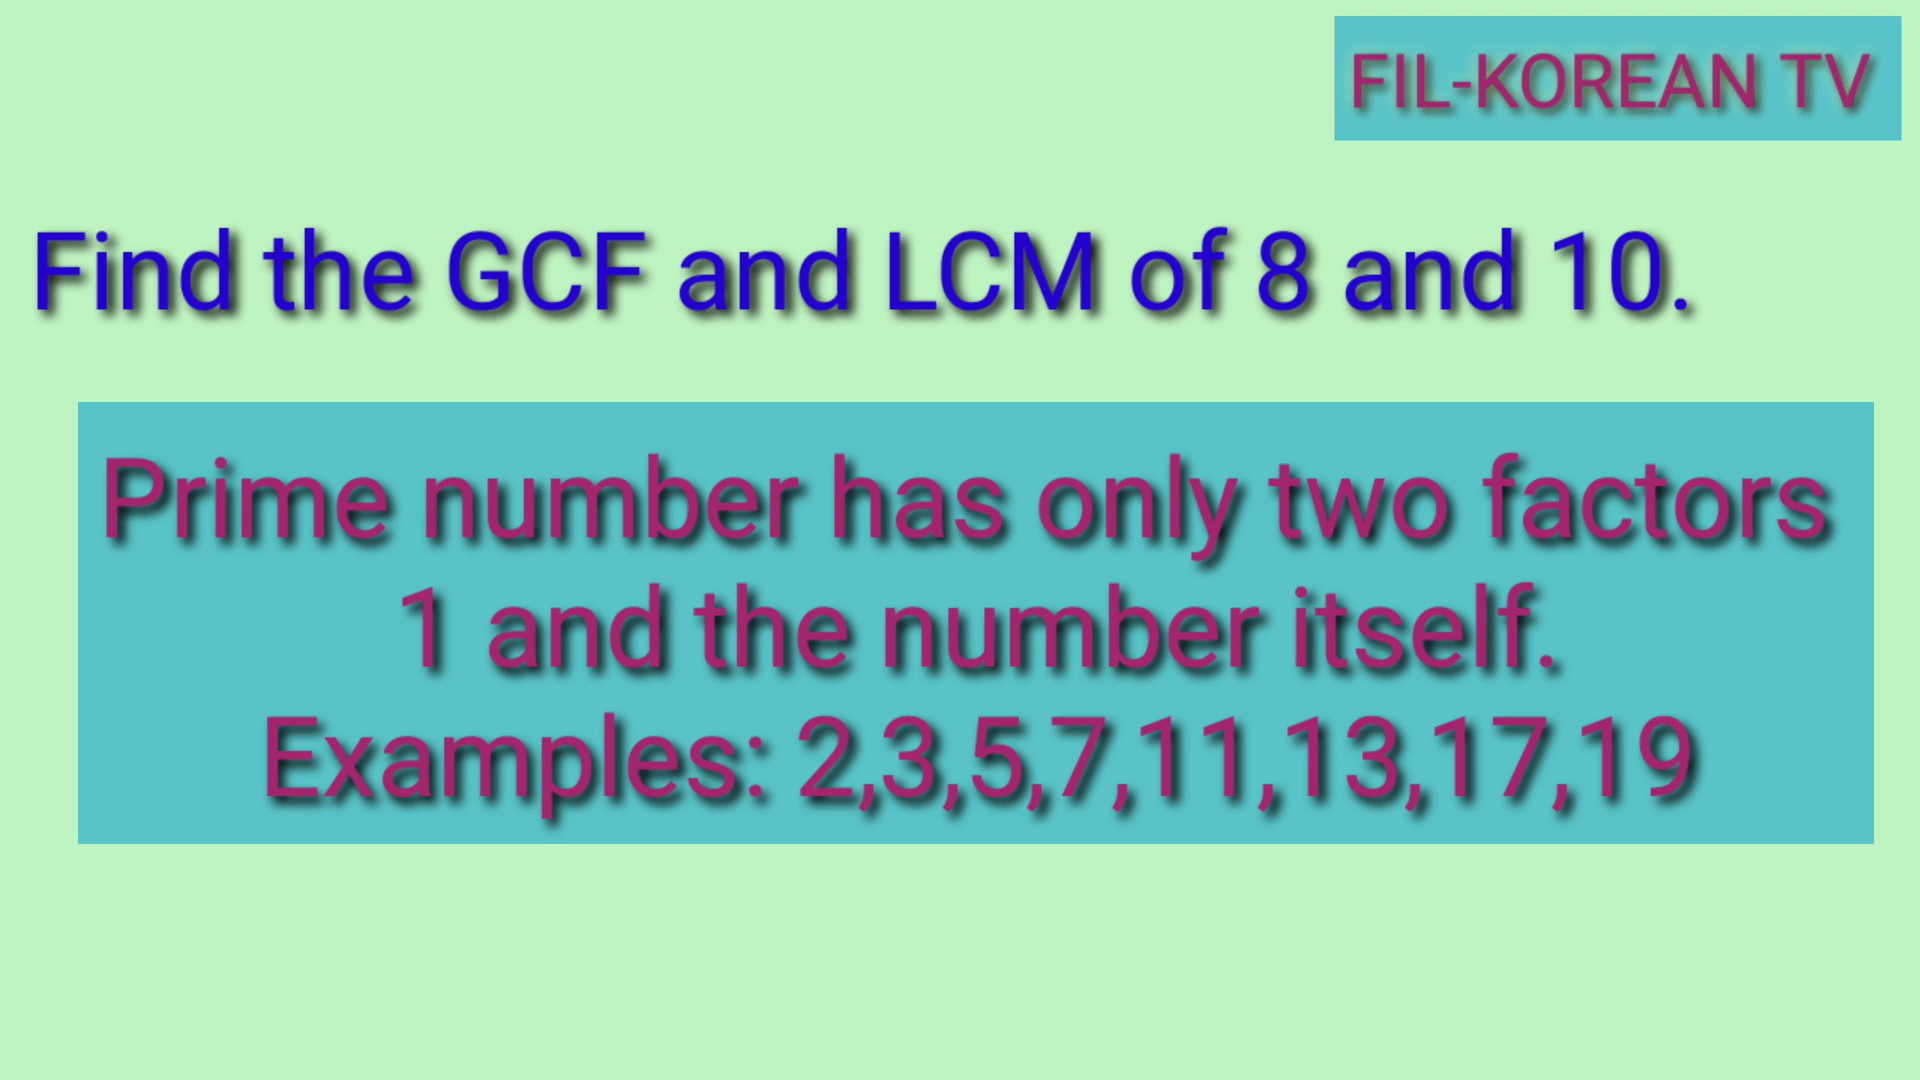 FIL-KOREAN TV
Find the GCF and LCM of 8 and 10.
Prime number has only two factors
1 and the number itself.
Examples: 2,3,5,7,11,13,17,19